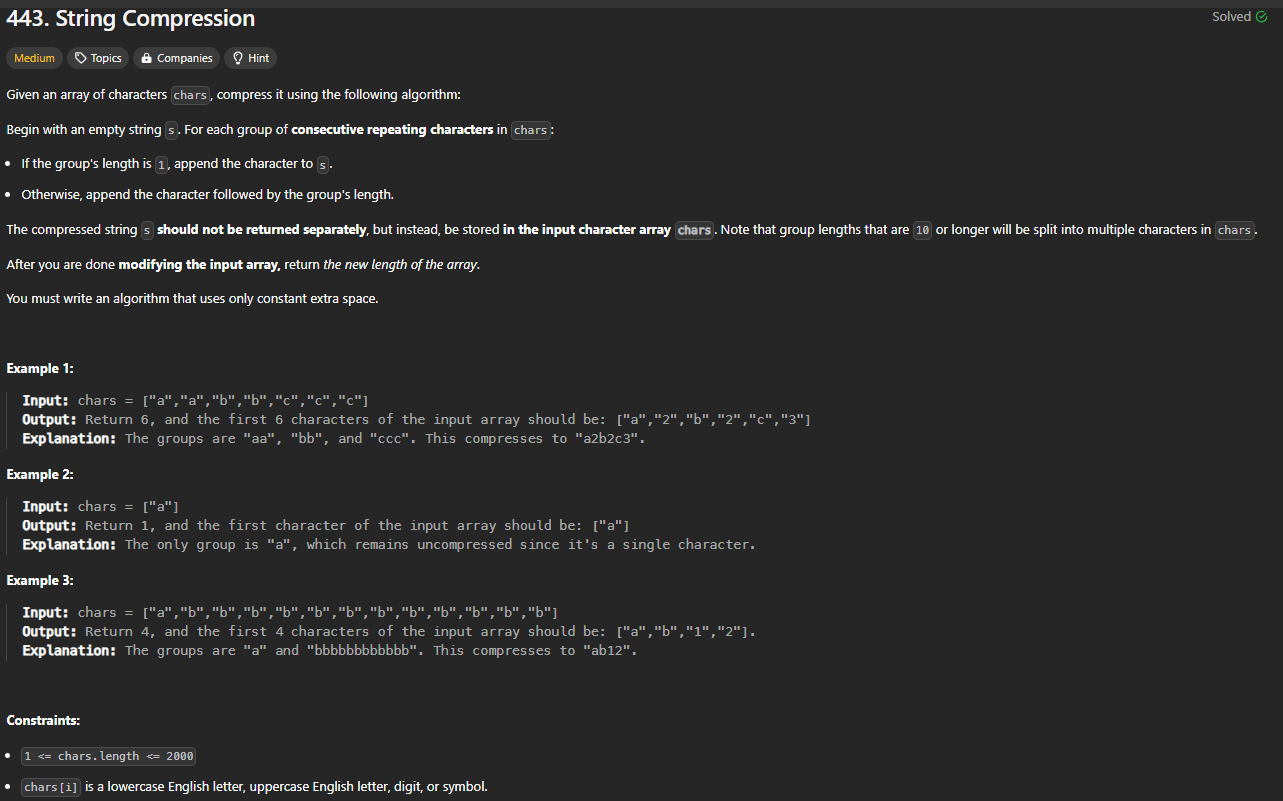 443. String Compression
Solved
Medium Topics Companies Hint
Given an array of characters chars, compress it using the following algorithm:
Begin with an empty string s. For each group of consecutive repeating characters in chars:
• If the group's length is 1, append the character to s.
• Otherwise, append the character followed by the group's length.
The compressed string s should not be returned separately, but instead, be stored in the input character array chars. Note that group lengths that are 10 or longer will be split into multiple characters in chars.
After you are done modifying the input array, return the new length of the array.
You must write an algorithm that uses only constant extra space.
Example 1:
Input: chars = ["a","a","b","b","c","c","c"]
Output: Return 6, and the first 6 characters of the input array should be: ["a","2","b","2","c","3"]
Explanation: The groups are "aa", "bb", and "ccc". This compresses to "a2b2c3".
Example 2:
Input: chars = ["a"]
Output: Return 1, and the first character of the input array should be: ["a"]
Explanation: The only group is "a", which remains uncompressed since it's a single character.
Example 3:
Input: chars = ["a","b","b","b","b","b","b","b","b","b","b","b","b"]
Output: Return 4, and the first 4 characters of the input array should be: ["a","b","1","2"].
Explanation: The groups are "a" and "bbbbbbbbbbbb". This compresses to "ab12".
Constraints:
• 1 <= chars.length <= 2000
• chars[i] is a lowercase English letter, uppercase English letter, digit, or symbol.